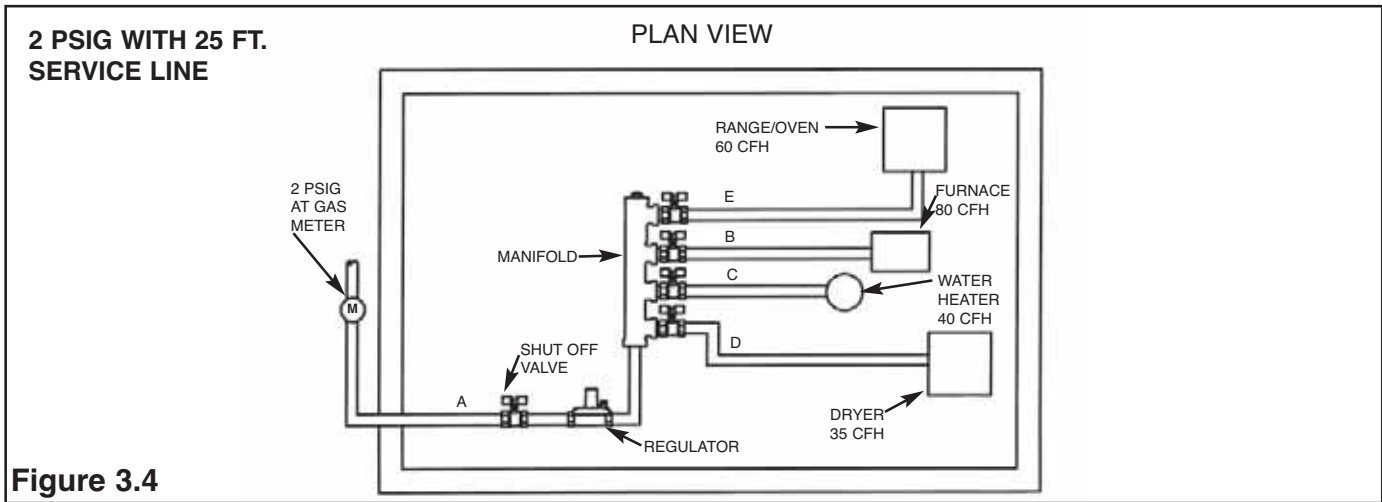 2 PSIG WITH 25 FT.
SERVICE LINE
PLAN VIEW
RANGE/OVEN
60 CFH
2 PSIG
AT GAS
METER
E
FURNACE
80 CFH
B
MANIFOLD
C
WATER
HEATER
40 CFH
M
D
SHUT OFF
VALVE
A
DRYER
35 CFH
REGULATOR
Figure 3.4